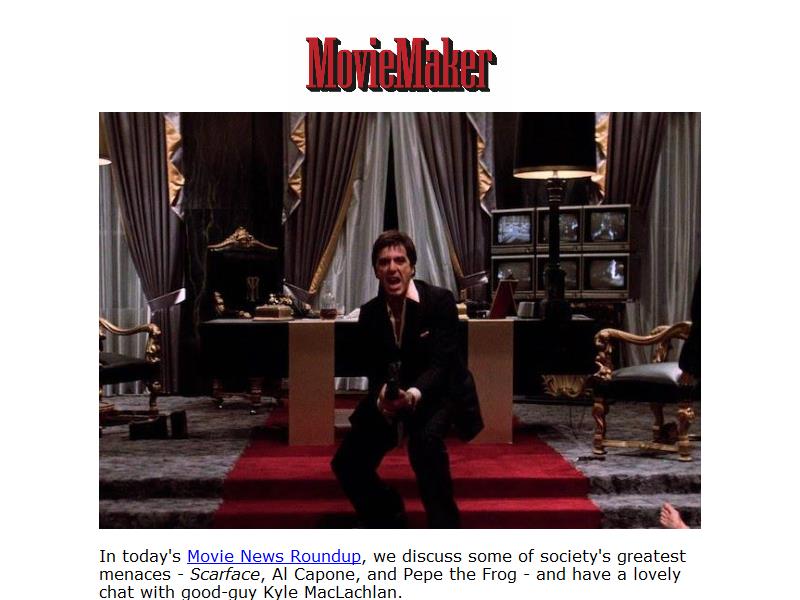 MovieMaker
In today's Movie News Roundup, we discuss some of society's greatest
menaces - Scarface, Al Capone, and Pepe the Frog - and have a lovely
chat with good-guy Kyle MacLachlan.